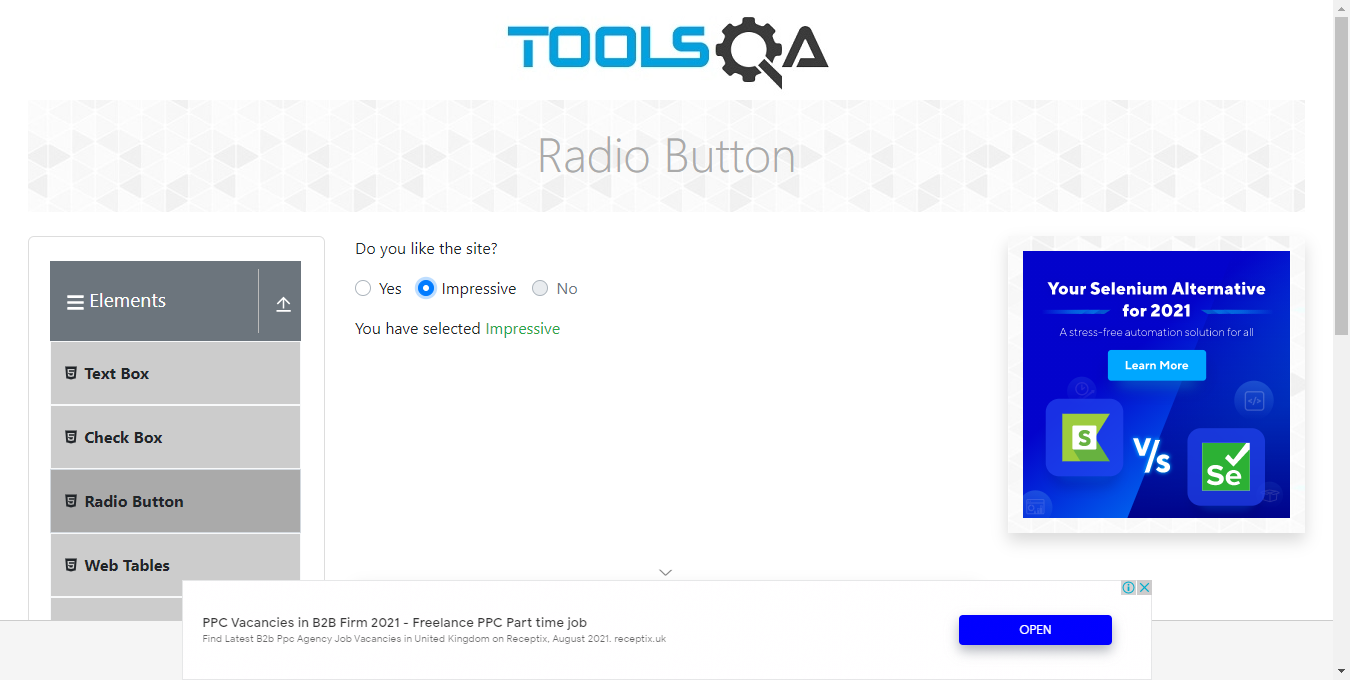 TOOLSQA
Radio Button
Elements
Text Box
Check Box
Radio Button
Web Tables
Do you like the site?
Yes Impressive No
You have selected Impressive
Your Selenium Alternative
for 2021
A stress-free automation solution for all
Learn More
S
V/s
Se
PPC Vacancies in B2B Firm 2021 - Freelance PPC Part time job
Find Latest B2b Ppc Agency Job Vacancies in United Kingdom on Receptix, August 2021. receptix.uk
OPEN